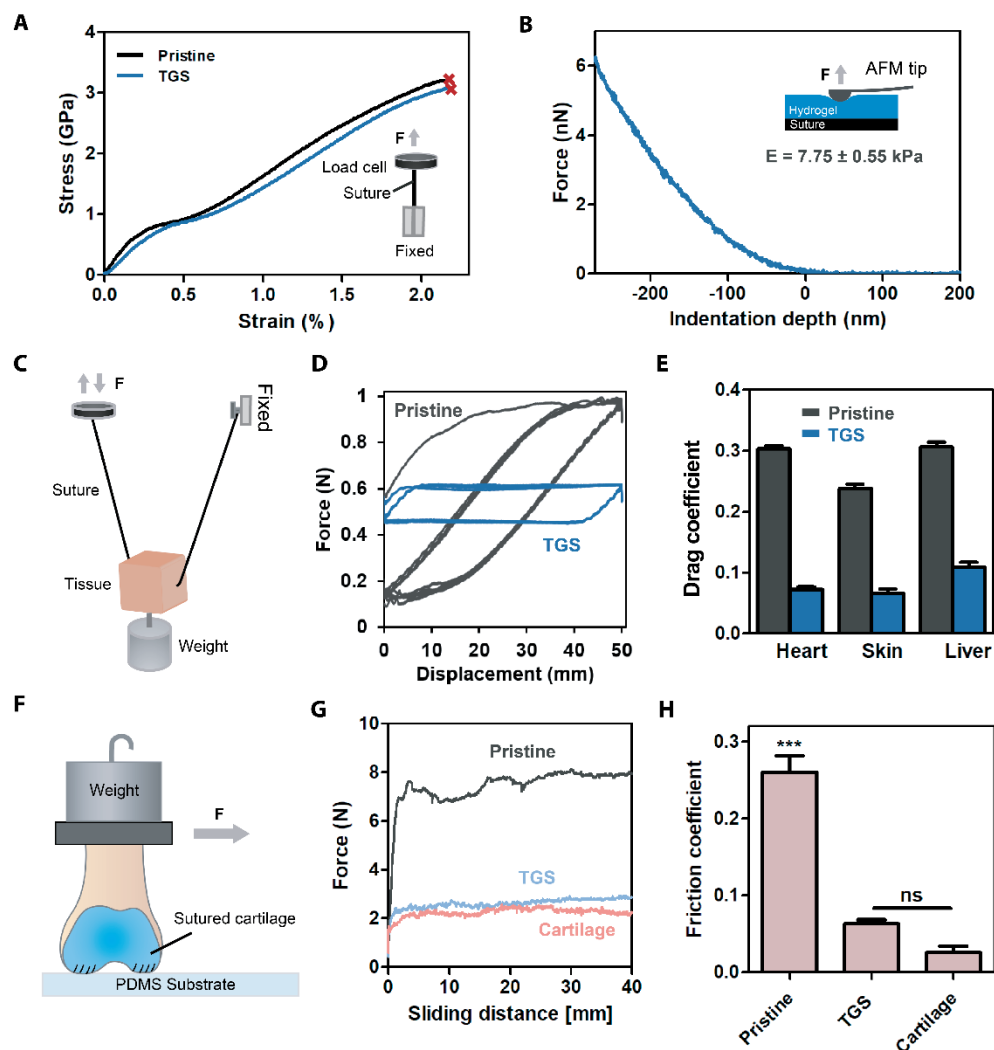 A
Stress (GPa)
4
3
2
1
0
0.0 0.5 1.0 1.5 2.0
Strain (%)
Pristine
TGS
F
Load cell
Suture
Fixed
B
Force (nN)
6
4
2
0
-200 -100 0 100 200
Indentation depth (nm)
F
AFM tip
Hydrogel
Suture
E = 7.75 ± 0.55 kPa
C
F
Fixed
Suture
Tissue
Weight
D
Force (N)
1
0.8
0.6
0.4
0.2
0
0 10 20 30 40 50
Displacement (mm)
Pristine
TGS
E
Drag coefficient
0.3
0.2
0.1
0.0
Heart Skin Liver
Pristine
TGS
F
Weight
F
Sutured cartilage
PDMS Substrate
G
Force (N)
10
8
6
4
2
0
0 10 20 30 40
Sliding distance [mm]
Pristine
TGS
Cartilage
H
Friction coefficient
0.3
0.2
0.1
0.0
***
ns
Pristine
TGS
Cartilage